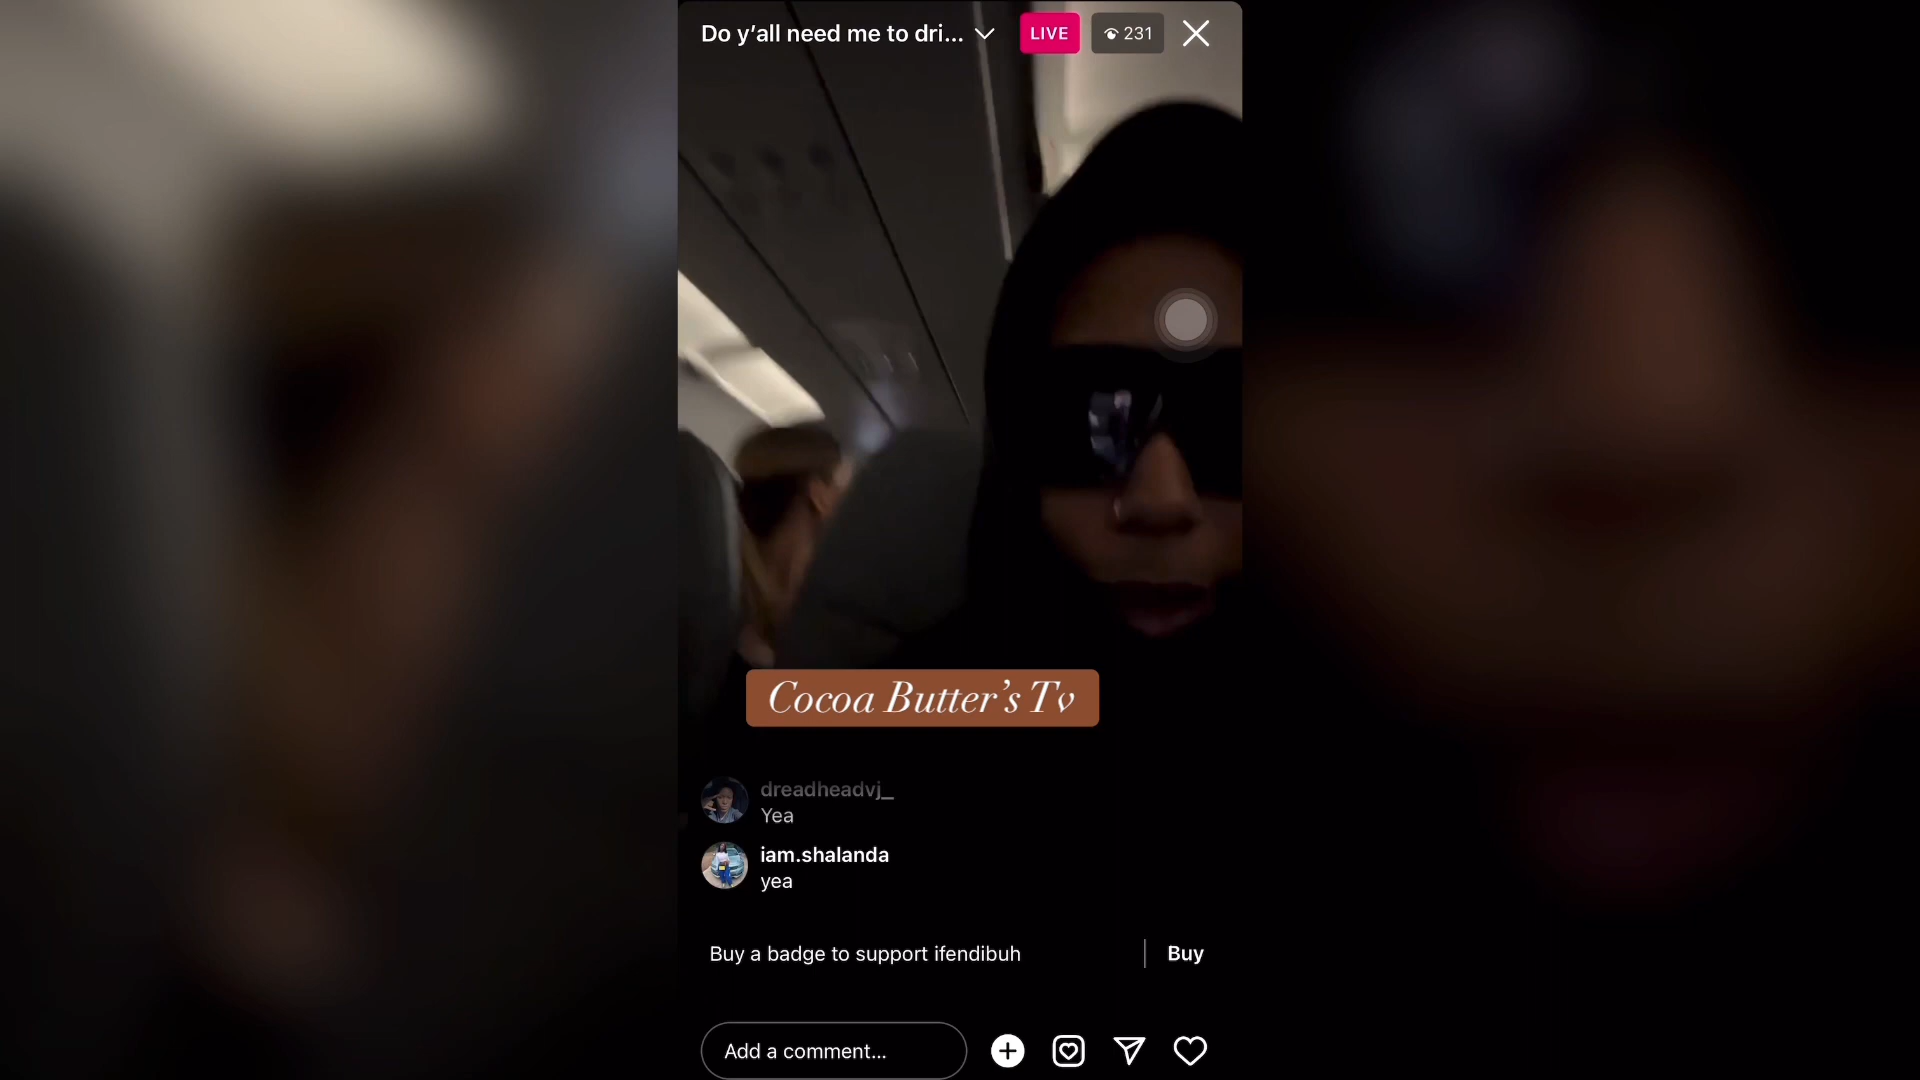 Do y’all need me to dri...
LIVE
231
Cocoa Butter’s Tv
dreadheadvj_
Yea
iam.shalanda
yea
Buy a badge to support ifendibuh
Buy
Add a comment...